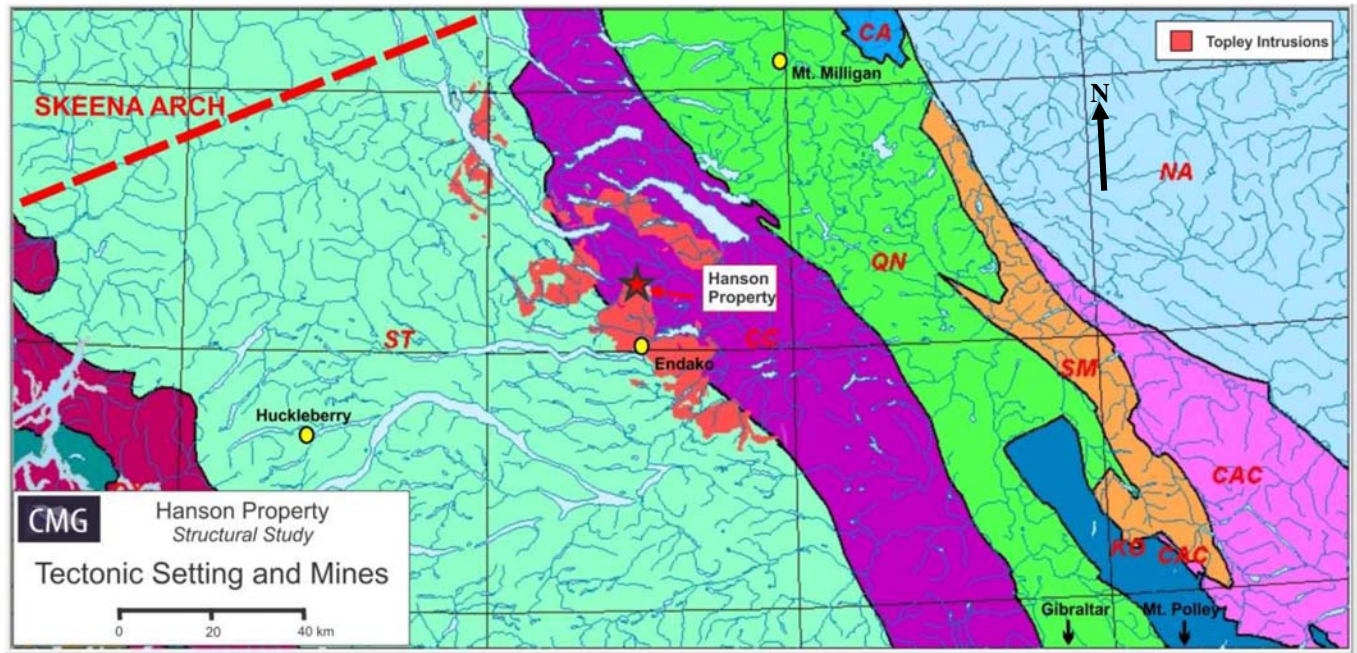 CA
Topley Intrusions
Mt. Milligan
N
SKEENA ARCH
NA
QN
Hanson
Property
ST
CC
Endako
SM
Huckleberry
CAC
CMG
Hanson Property
Structural Study
Tectonic Setting and Mines
0 20 40 km
KO
CAC
Gibraltar
Mt. Polley